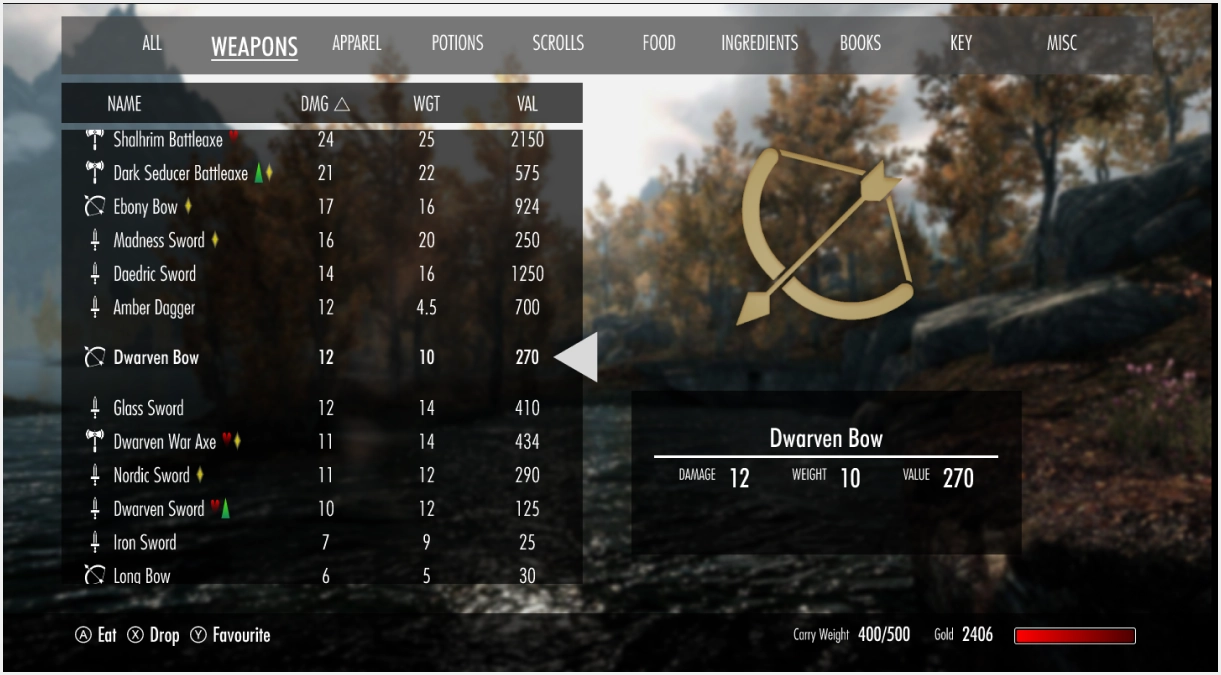 ALL WEAPONS APPAREL POTIONS SCROLLS FOOD INGREDIENTS BOOKS KEY MISC
NAME DMG WGT VAL
Shalhrim Battleaxe 24 25 2150
Dark Seducer Battleaxe 21 22 575
Ebony Bow 17 16 924
Madness Sword 16 20 250
Daedric Sword 14 16 1250
Amber Dagger 12 4.5 700
Dwarven Bow 12 10 270
Glass Sword 12 14 410
Dwarven War Axe 11 14 434
Nordic Sword 11 12 290
Dwarven Sword 10 12 125
Iron Sword 7 9 25
Long Bow 6 5 30
Dwarven Bow
DAMAGE 12 WEIGHT 10 VALUE 270
A Eat X Drop Y Favourite
Carry Weight 400/500 Gold 2406